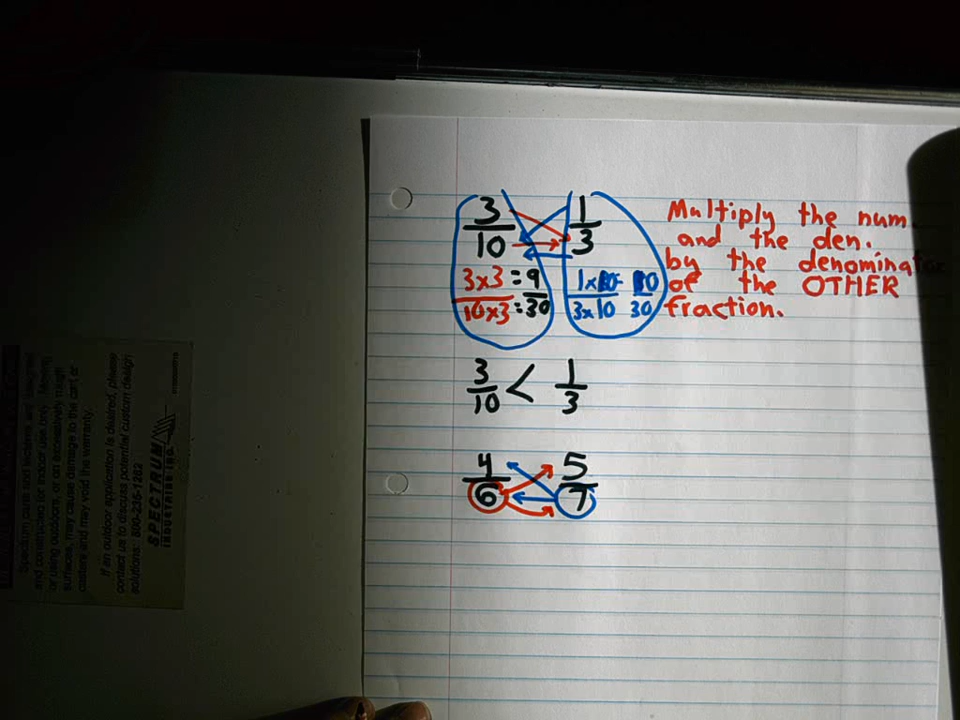 3/10 1/3
3x3 = 9 1x10 = 10
10x3 = 30 3x10 30
Multiply the num.
and the den.
by the denominat
of the OTHER
fraction.
3/10 < 1/3
4/6 5/7
If an outdoor application is desired, please
contact us to discuss potential custom design
solutions: 800-235-1262
SPECTRUM
INDUSTRIES INC.